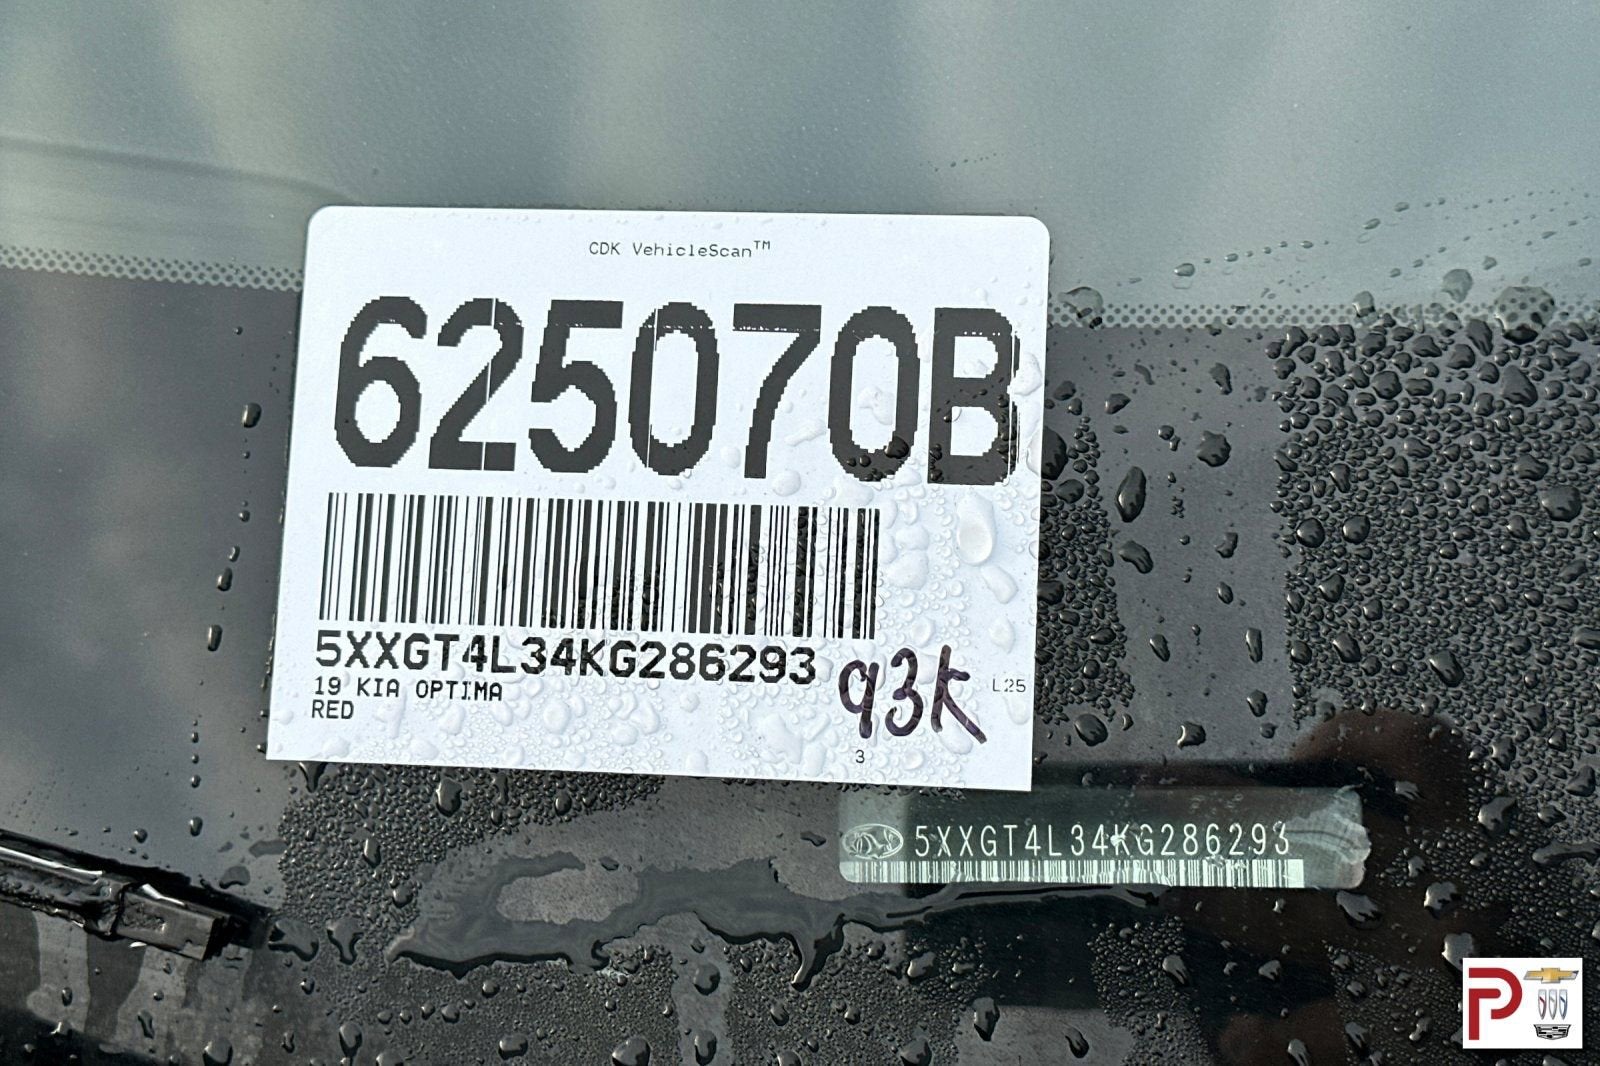 CDK VehicleScan™
625070B
5XXGT4L34KG286293
19 KIA OPTIMA
RED
93K
L25
3
5XXGT4L34KG286293
P